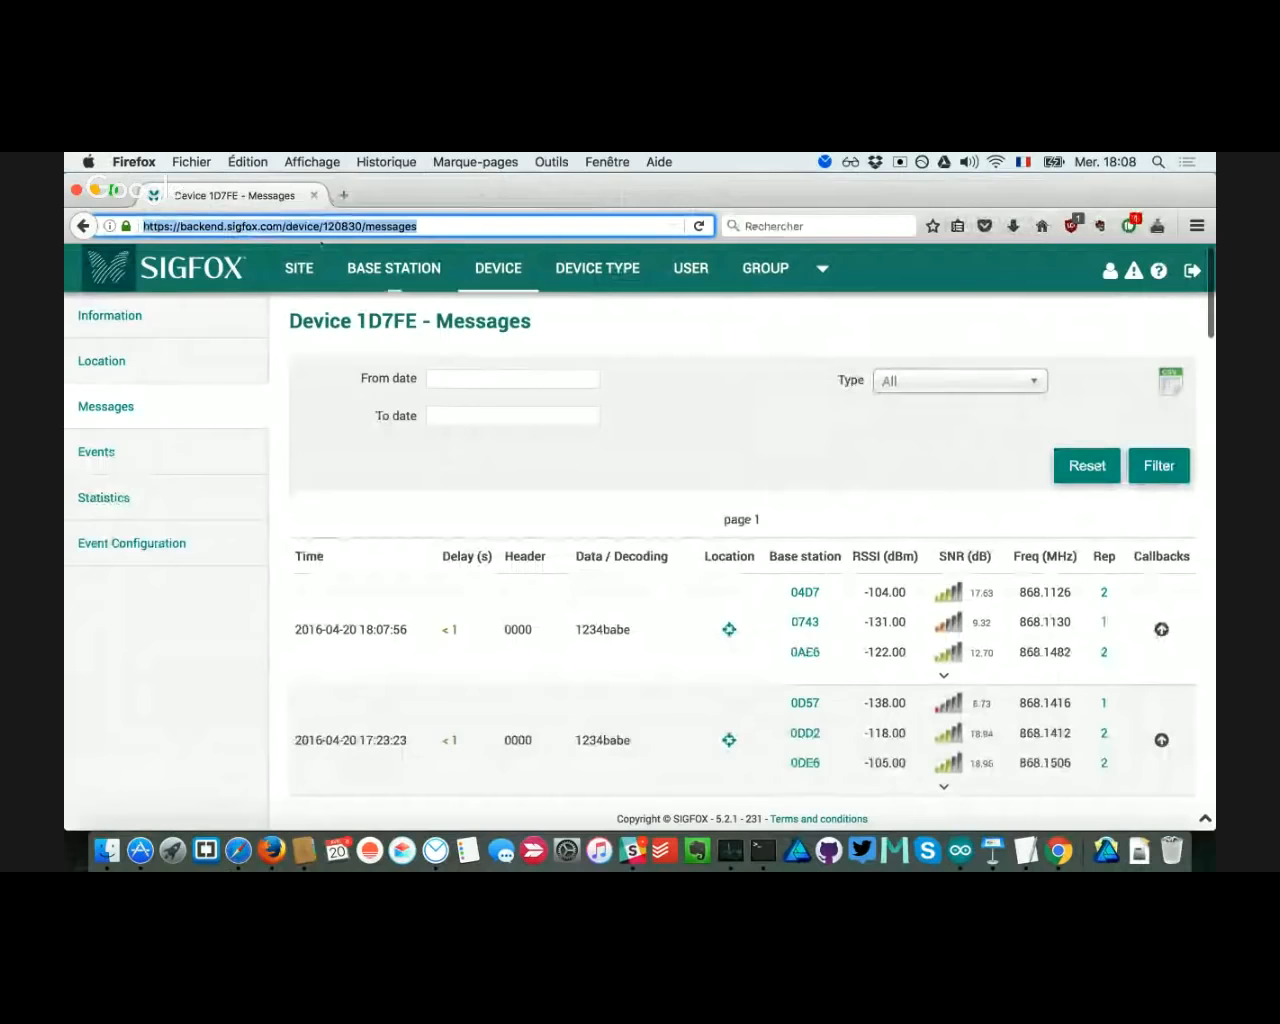 Firefox Fichier Édition Affichage Historique Marque-pages Outils Fenêtre Aide Mer. 18:08
Device 1D7FE - Messages
https://backend.sigfox.com/device/120830/messages Rechercher
SIGFOX SITE BASE STATION DEVICE DEVICE TYPE USER GROUP
Information
Location
Messages
Events
Statistics
Event Configuration
Device 1D7FE - Messages
From date Type All
To date
Reset Filter
page 1
Time Delay (s) Header Data / Decoding Location Base station RSSI (dBm) SNR (dB) Freq (MHz) Rep Callbacks
04D7 -104.00 17.63 868.1126 2
2016-04-20 18:07:56 < 1 0000 1234babe 0743 -131.00 9.32 868.1130 1
0AE6 -122.00 12.70 868.1482 2
0D57 -138.00 6.73 868.1416 1
2016-04-20 17:23:23 < 1 0000 1234babe 0DD2 -118.00 18.94 868.1412 2
0DE6 -105.00 18.96 868.1506 2
Copyright © SIGFOX - 5.2.1 - 231 - Terms and conditions